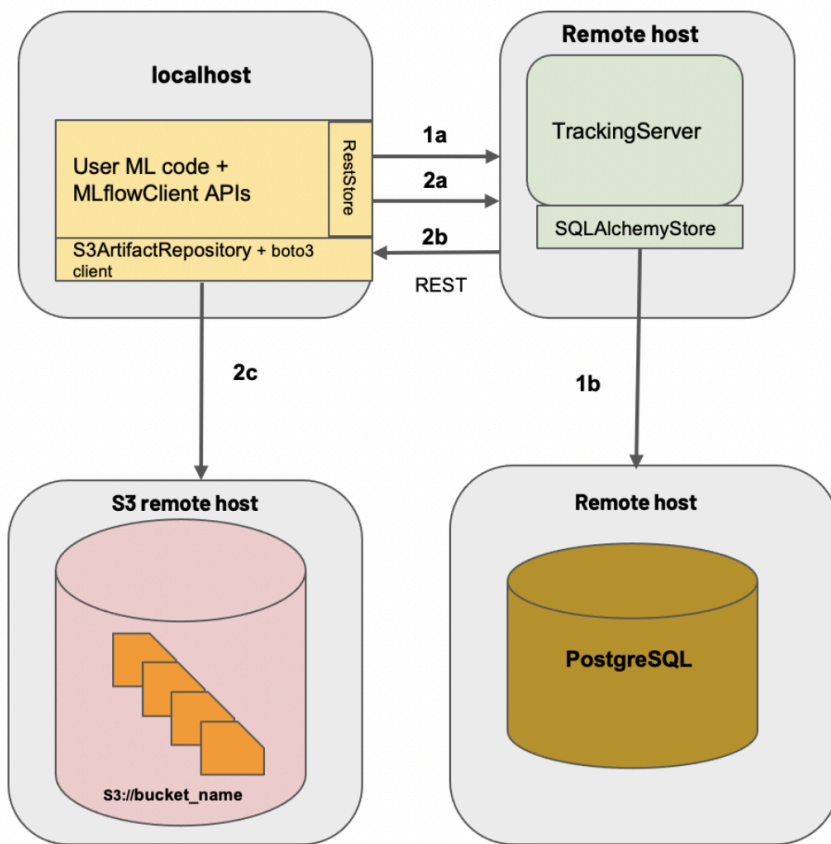 localhost
User ML code +
MLflowClient APIs
RestStore
S3ArtifactRepository + boto3
client
1a
2a
2b
REST
Remote host
TrackingServer
SQLAlchemyStore
2c
1b
S3 remote host
S3://bucket_name
Remote host
PostgreSQL